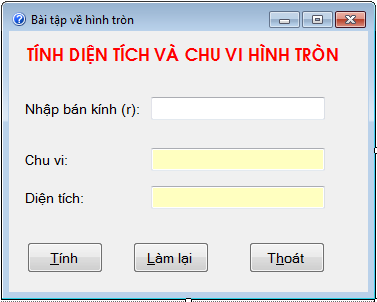 Bài tập về hình tròn
TÍNH DIỆN TÍCH VÀ CHU VI HÌNH TRÒN
Nhập bán kính (r):
Chu vi:
Diện tích:
Tính Làm lại Thoát